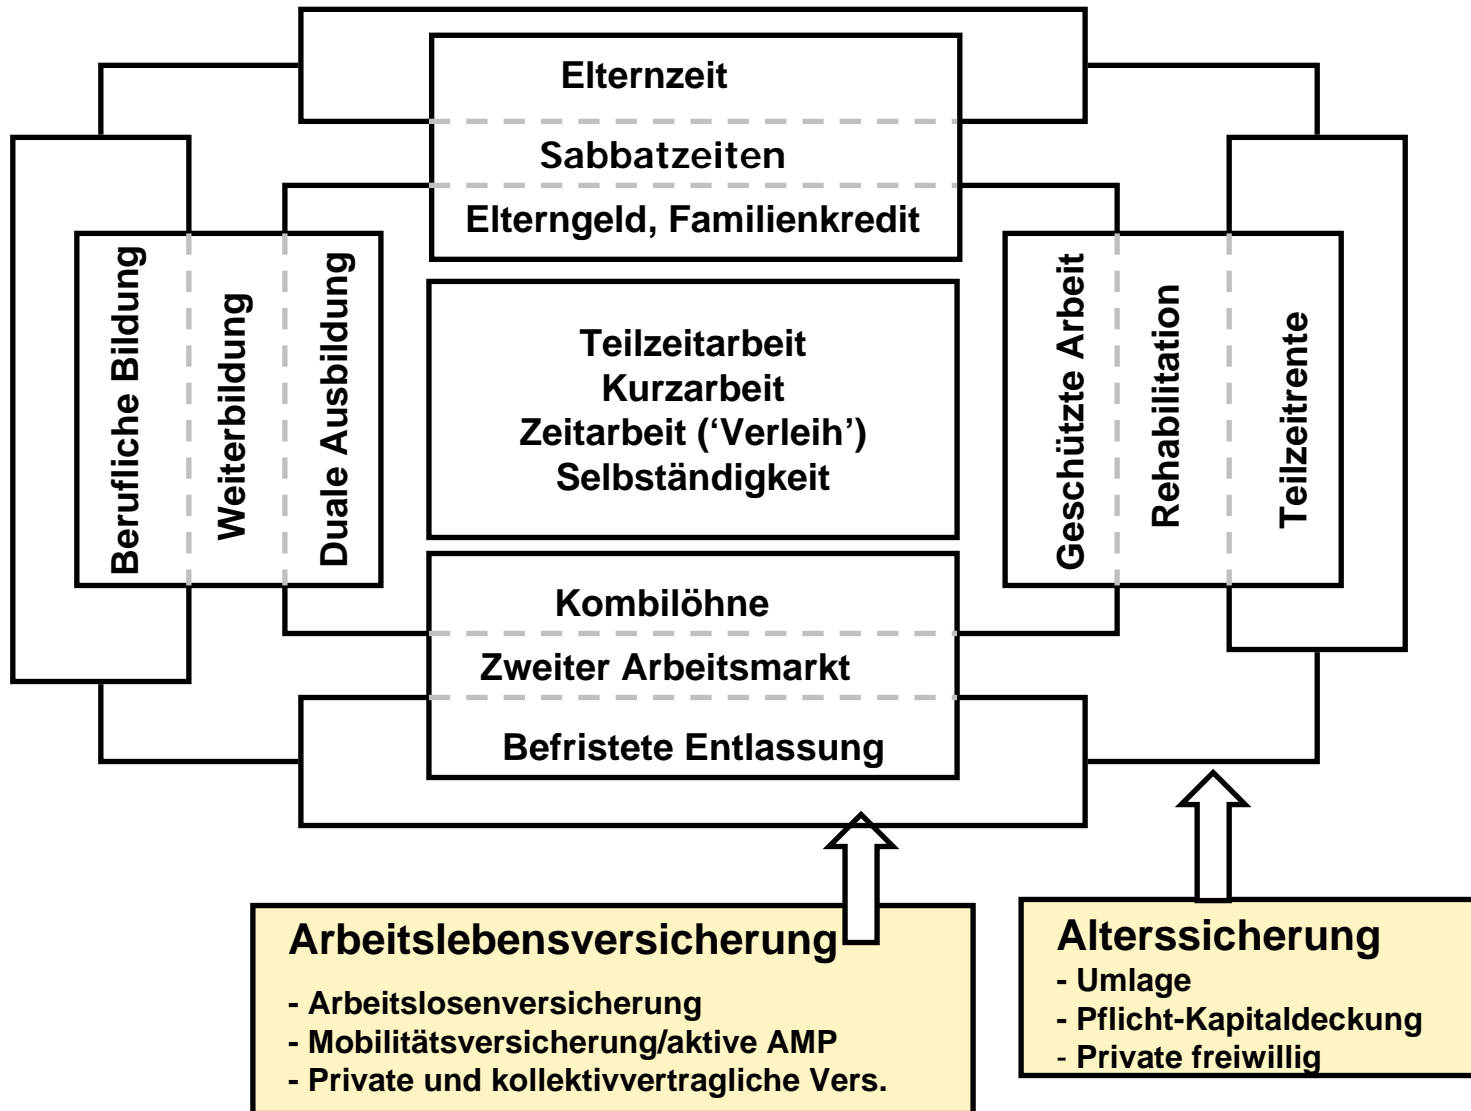 Elternzeit
Sabbatzeiten
Elterngeld, Familienkredit
Berufliche Bildung
Weiterbildung
Duale Ausbildung
Teilzeitarbeit
Kurzarbeit
Zeitarbeit (‘Verleih’)
Selbständigkeit
Geschützte Arbeit
Rehabilitation
Teilzeitrente
Kombilöhne
Zweiter Arbeitsmarkt
Befristete Entlassung
Arbeitslebensversicherung
- Arbeitslosenversicherung
- Mobilitätsversicherung/aktive AMP
- Private und kollektivvertragliche Vers.
Alterssicherung
- Umlage
- Pflicht-Kapitaldeckung
- Private freiwillig